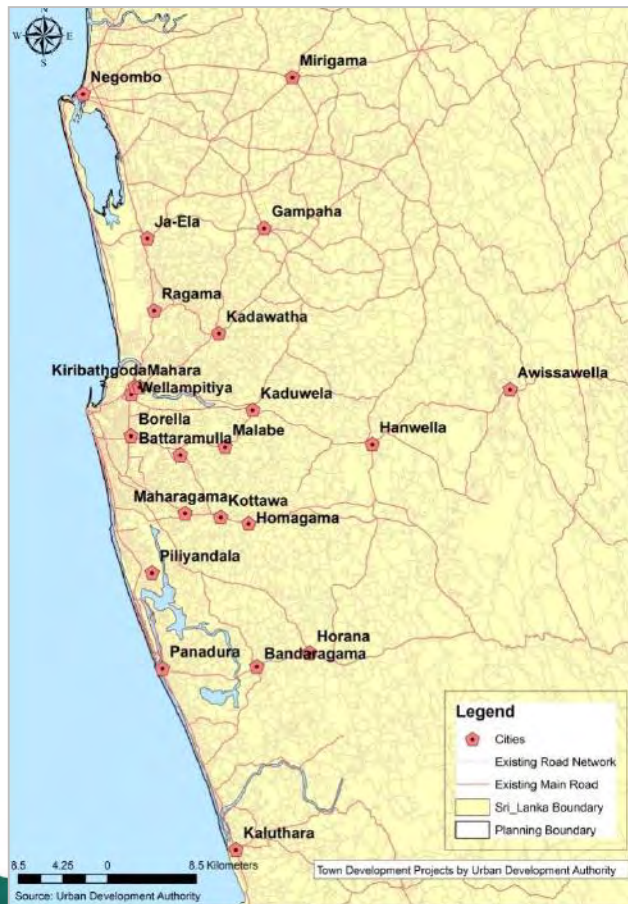 N
W E
S
Mirigama
Negombo
Gampaha
Ja-Ela
Ragama
Kadawatha
KiribathgodaMahara
Wellampitiya
Awissawella
Kaduwela
Borella
Battaramulla
Malabe
Hanwella
Maharagama
Kottawa
Homagama
Piliyandala
Horana
Panadura
Bandaragama
Legend
Cities
Existing Road Network
Existing Main Road
Sri_Lanka Boundary
Planning Boundary
Kaluthara
8.5 4.25 0 8.5 Kilometers
Town Development Projects by Urban Development Authority
Source: Urban Development Authority